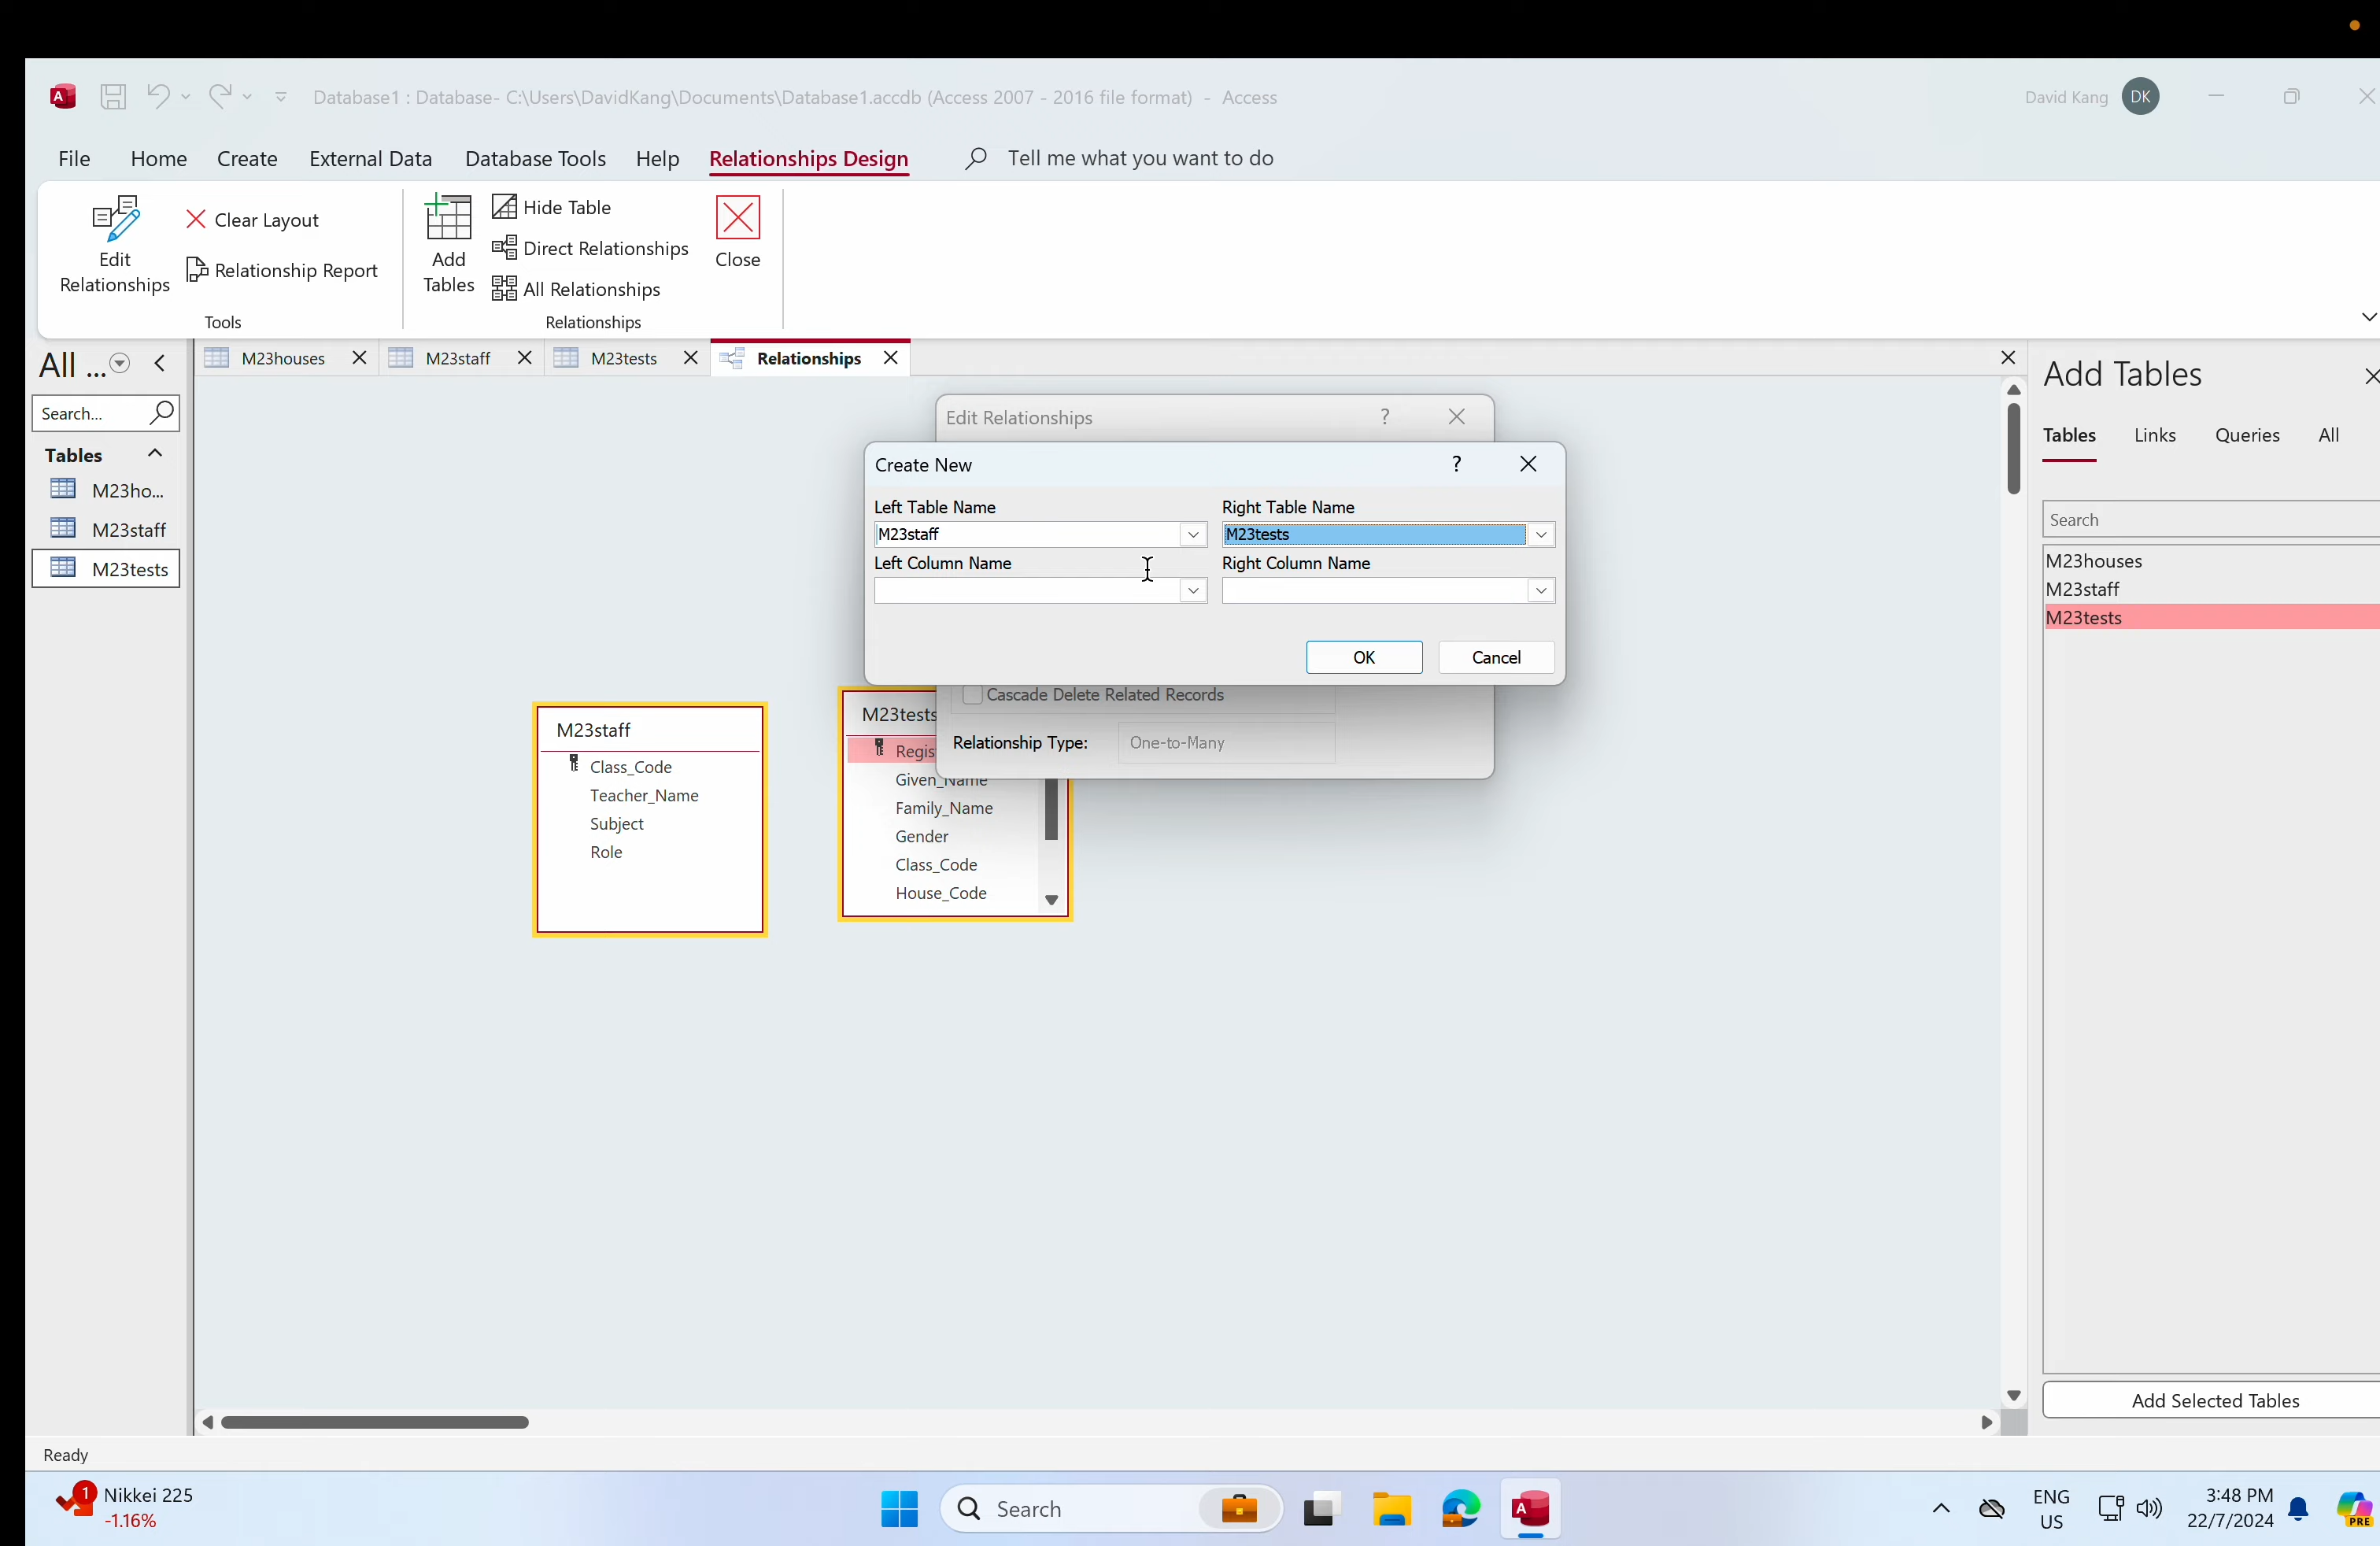 Database1 : Database- C:\Users\DavidKang\Documents\Database1.accdb (Access 2007 - 2016 file format) - Access
David Kang DK
File Home Create External Data Database Tools Help Relationships Design Tell me what you want to do
Edit Relationships
Clear Layout
Relationship Report
Tools
Add Tables
Hide Table
Direct Relationships
All Relationships
Close
Relationships
All ...
M23houses M23staff M23tests Relationships
Search...
Tables
M23ho...
M23staff
M23tests
Edit Relationships ?
Create New ?
Left Table Name Right Table Name
M23staff M23tests
Left Column Name Right Column Name
OK Cancel
Cascade Delete Related Records
Relationship Type: One-to-Many
M23staff
Class_Code
Teacher_Name
Subject
Role
M23tests
Regis
Given_Name
Family_Name
Gender
Class_Code
House_Code
Add Tables
Tables Links Queries All
Search
M23houses
M23staff
M23tests
Add Selected Tables
Ready
1 Nikkei 225
-1.16%
Search
ENG
US
3:48 PM
22/7/2024
PRE